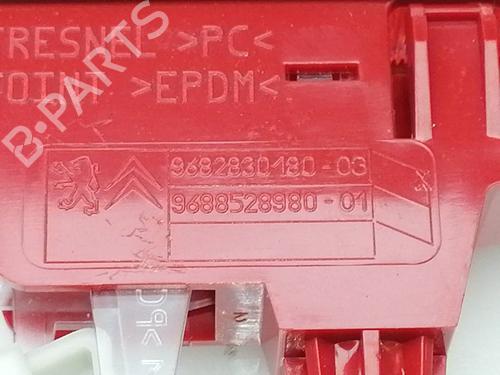 FRESNEL >PC<
JOINT >EPDM<
B-PARTS
9682830180-03
9688528980-01